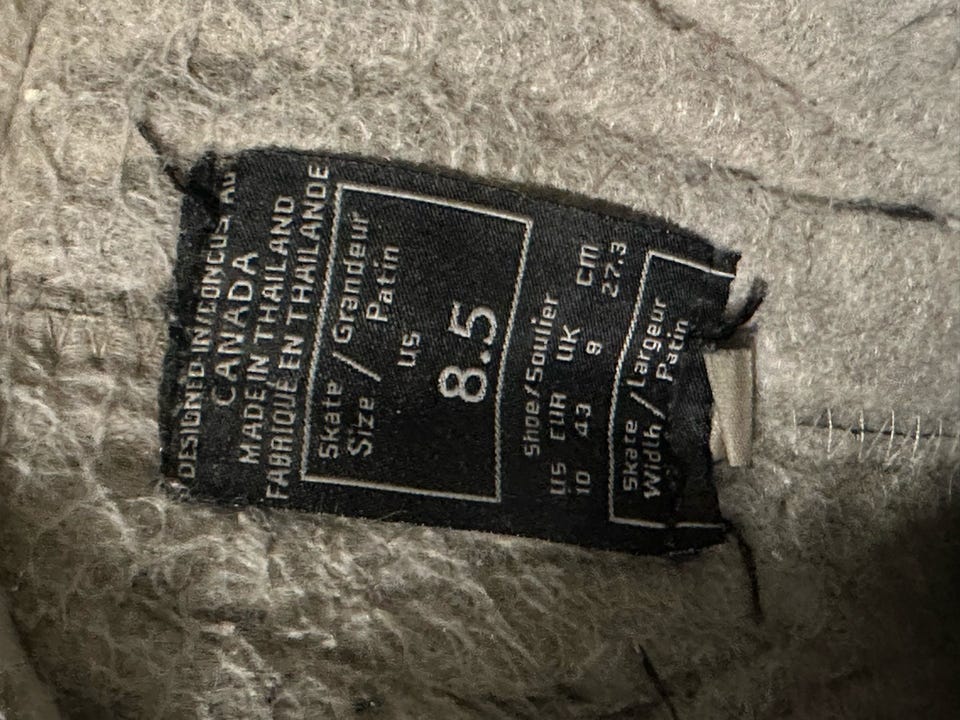 DESIGNED IN/CONCUS AU
CANADA
MADE IN THAILAND
FABRIQUÉ EN THAILANDE
Skate / Grandeur
Size / Patin
US
8.5
Shoe/Soulier
US EUR UK cm
10 43 9 27.3
Skate / Largeur
Width / Patin